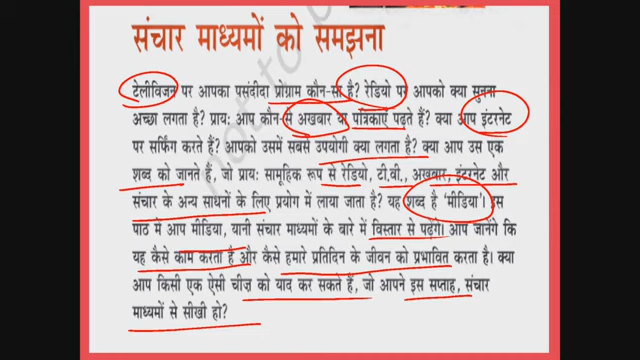 संचार माध्यमों को समझना
टेलीविज़न पर आपका पसंदीदा प्रोग्राम कौन-सा है? रेडियो पर आपको क्या सुनना
अच्छा लगता है? प्रायः आप कौन से अखबार या पत्रिकाएँ पढ़ते हैं? क्या आप इंटरनेट
पर सर्फिंग करते हैं? आपको उसमें सबसे उपयोगी क्या लगता है? क्या आप उस एक
शब्द को जानते हैं, जो प्रायः सामूहिक रूप से रेडियो, टी.वी., अखबार, इंटरनेट और
संचार के अन्य साधनों के लिए प्रयोग में लाया जाता है? यह शब्द है 'मीडिया'। इस
पाठ में आप मीडिया, यानी संचार माध्यमों के बारे में विस्तार से पढ़ेंगे। आप जानेंगे कि
यह कैसे काम करता है और कैसे हमारे प्रतिदिन के जीवन को प्रभावित करता है। क्या
आप किसी एक ऐसी चीज़ को याद कर सकते हैं, जो आपने इस सप्ताह, संचार
माध्यमों से सीखी हो?
not to